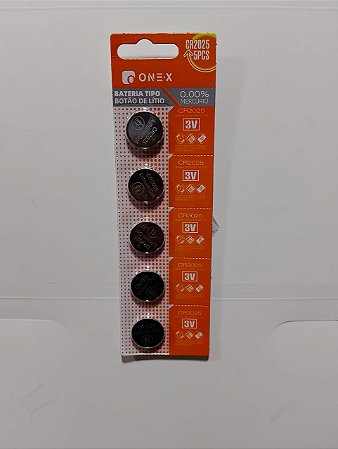 CR2025
5PCS
ONE·X
BATERIA TIPO
BOTÃO DE LÍTIO
0.00%
MERCURIO
CR2025
3V
CR2025
3V
CR2025
3V
CR2025
3V
CR2025
3V